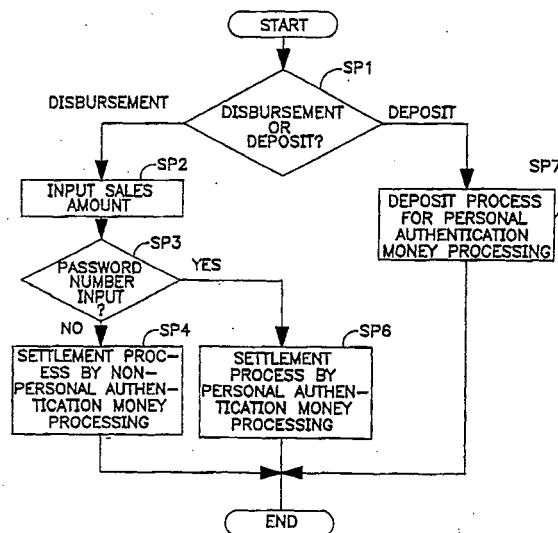 START
SP1
DISBURSEMENT
DISBURSEMENT
OR
DEPOSIT?
DEPOSIT
SP2
INPUT SALES
AMOUNT
SP7
DEPOSIT PROCESS
FOR PERSONAL
AUTHENTICATION
MONEY PROCESSING
SP3
PASSWORD
NUMBER
INPUT
?
YES
NO
SP4
SETTLEMENT PROC-
ESS BY NON-
PERSONAL AUTHEN-
TICATION MONEY
PROCESSING
SP6
SETTLEMENT
PROCESS BY
PERSONAL AUTHEN-
TICATION MONEY
PROCESSING
END